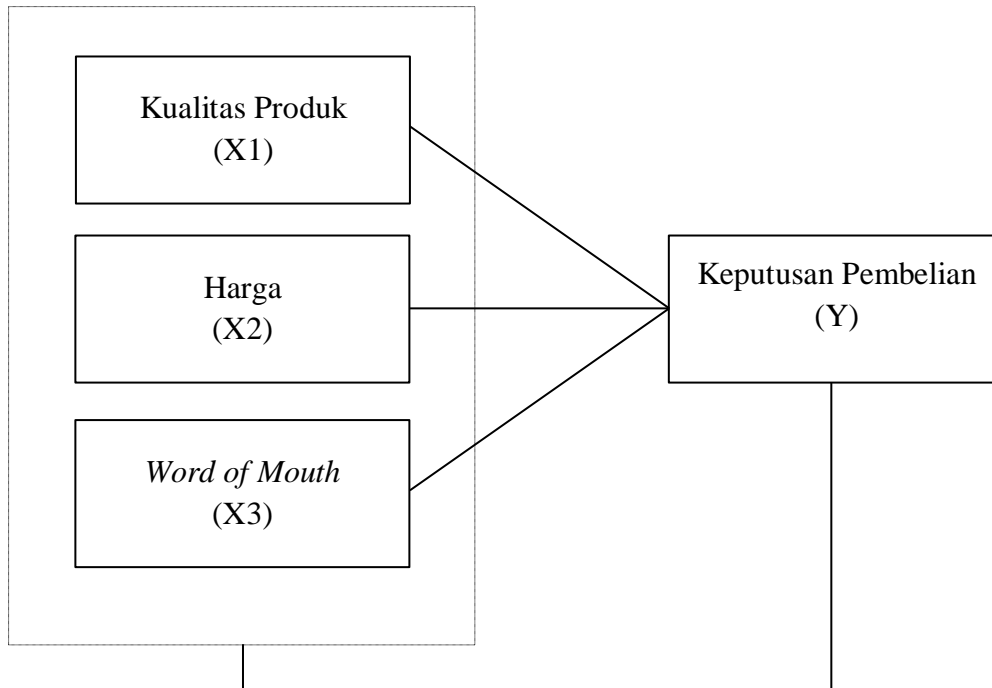 Kualitas Produk
(X1)
Harga
(X2)
Word of Mouth
(X3)
Keputusan Pembelian
(Y)